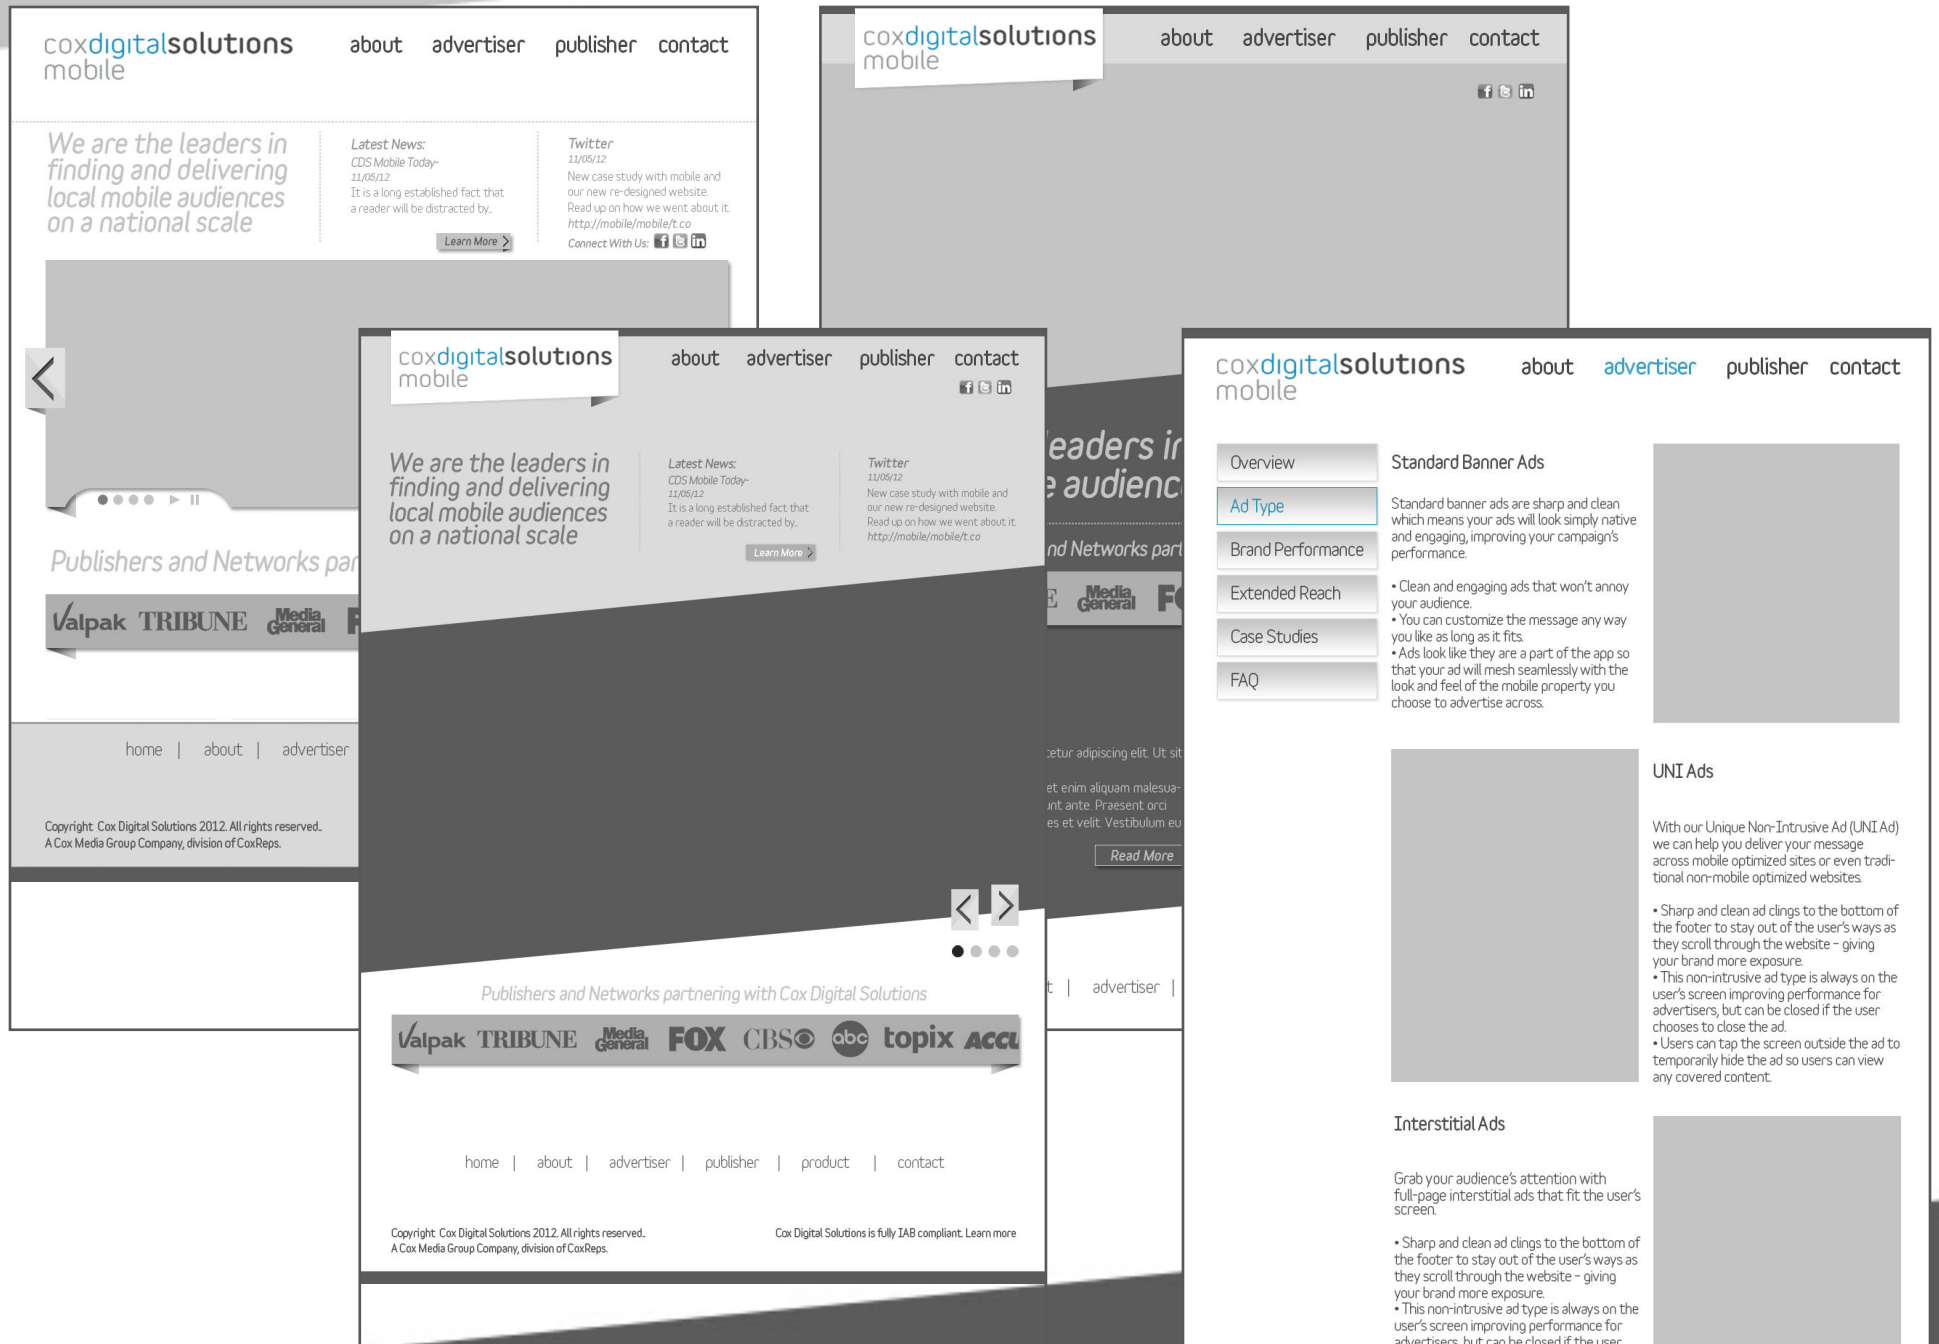 coxdigitalsolutions
mobile
about advertiser publisher contact
We are the leaders in
finding and delivering
local mobile audiences
on a national scale
Latest News:
CDS Mobile Today-
11/05/12
It is a long established fact that
a reader will be distracted by..
Learn More
Twitter
11/05/12
New case study with mobile and
our new re-designed website.
Read up on how we went about it.
http://mobile/mobile/t.co
Connect With Us:
Publishers and Networks par
Valpak TRIBUNE Media General F
home | about | advertiser
Copyright Cox Digital Solutions 2012. All rights reserved..
A Cox Media Group Company, division of CoxReps.
coxdigitalsolutions
mobile
about advertiser publisher contact
eaders in
e audienc
nd Networks part
E Media General FO
tetur adipiscing elit. Ut sit
et enim aliquam malesua-
unt ante. Praesent orci
es et velit. Vestibulum eu
Read More
t | advertiser |
coxdigitalsolutions
mobile
about advertiser publisher contact
We are the leaders in
finding and delivering
local mobile audiences
on a national scale
Latest News:
CDS Mobile Today-
11/05/12
It is a long established fact that
a reader will be distracted by..
Learn More
Twitter
11/05/12
New case study with mobile and
our new re-designed website.
Read up on how we went about it.
http://mobile/mobile/t.co
Publishers and Networks partnering with Cox Digital Solutions
Valpak TRIBUNE Media General FOX CBS abc topix ACCU
home | about | advertiser | publisher | product | contact
Copyright Cox Digital Solutions 2012. All rights reserved..
A Cox Media Group Company, division of CoxReps.
Cox Digital Solutions is fully IAB compliant. Learn more
coxdigitalsolutions
mobile
about advertiser publisher contact
Overview
Ad Type
Brand Performance
Extended Reach
Case Studies
FAQ
Standard Banner Ads
Standard banner ads are sharp and clean
which means your ads will look simply native
and engaging, improving your campaign's
performance.
• Clean and engaging ads that won't annoy
your audience.
• You can customize the message any way
you like as long as it fits.
• Ads look like they are a part of the app so
that your ad will mesh seamlessly with the
look and feel of the mobile property you
choose to advertise across.
UNI Ads
With our Unique Non-Intrusive Ad (UNI Ad)
we can help you deliver your message
across mobile optimized sites or even tradi-
tional non-mobile optimized websites.
• Sharp and clean ad clings to the bottom of
the footer to stay out of the user's ways as
they scroll through the website - giving
your brand more exposure.
• This non-intrusive ad type is always on the
user's screen improving performance for
advertisers, but can be closed if the user
chooses to close the ad.
• Users can tap the screen outside the ad to
temporarily hide the ad so users can view
any covered content.
Interstitial Ads
Grab your audience's attention with
full-page interstitial ads that fit the user's
screen.
• Sharp and clean ad clings to the bottom of
the footer to stay out of the user's ways as
they scroll through the website - giving
your brand more exposure.
• This non-intrusive ad type is always on the
user's screen improving performance for
advertisers, but can be closed if the user